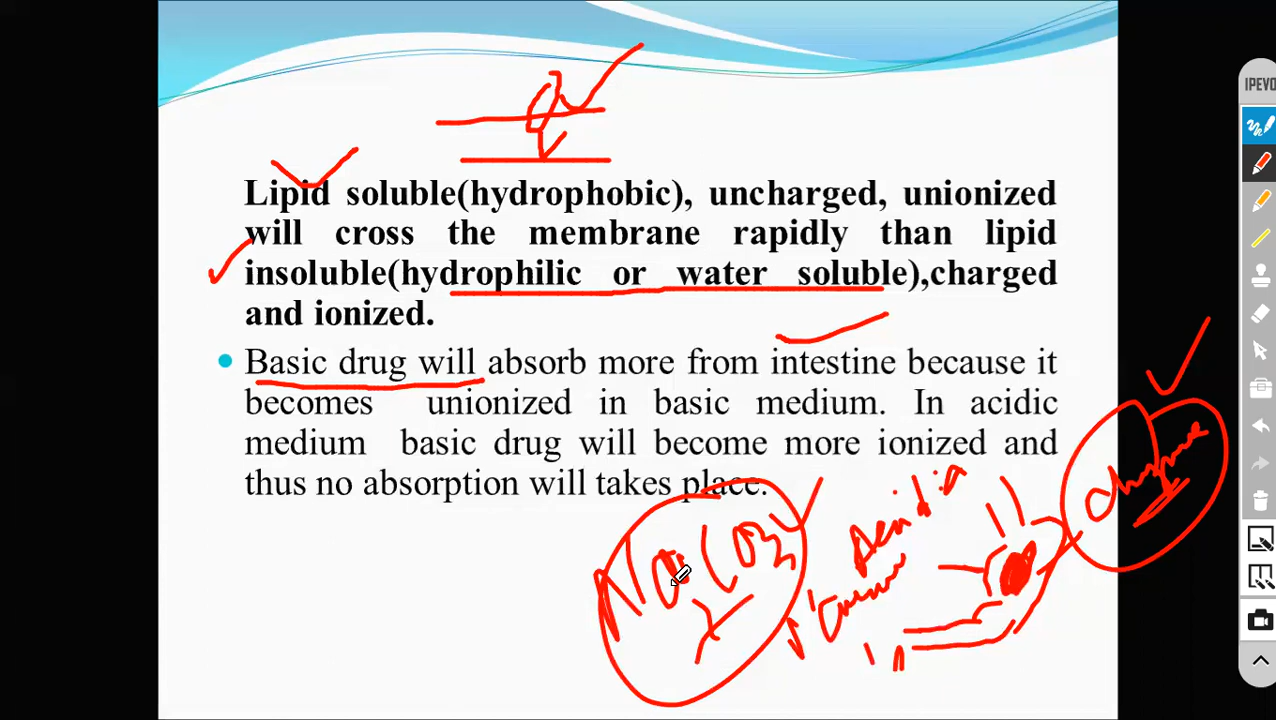 IPEVO
Lipid soluble(hydrophobic), uncharged, unionized
will cross the membrane rapidly than lipid
insoluble(hydrophilic or water soluble),charged
and ionized.
Basic drug will absorb more from intestine because it
becomes unionized in basic medium. In acidic
medium basic drug will become more ionized and
thus no absorption will takes place.
chyme